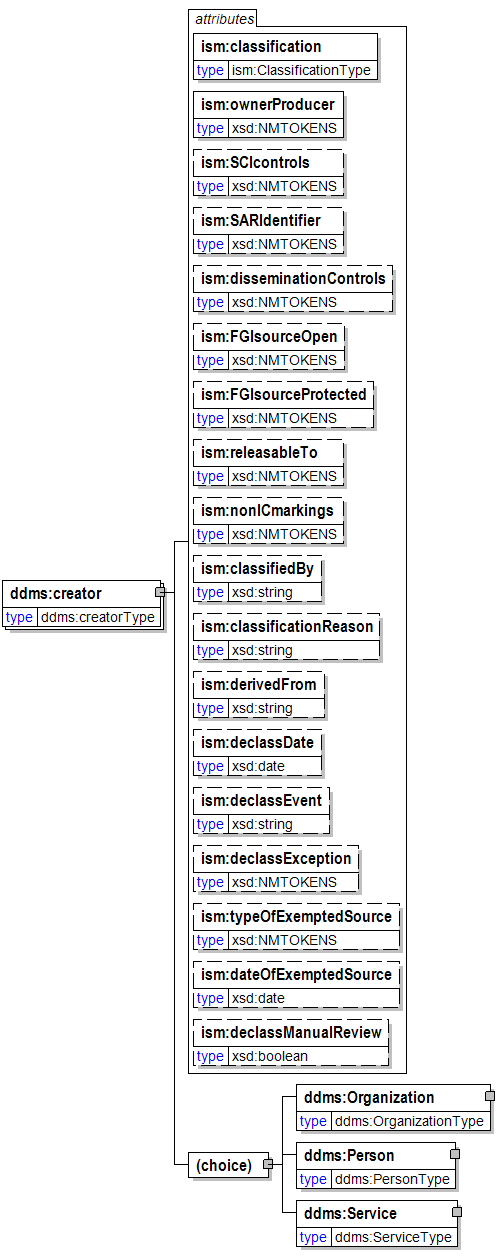 attributes
ism:classification
type ism:ClassificationType
ism:ownerProducer
type xsd:NMTOKENS
ism:SCIcontrols
type xsd:NMTOKENS
ism:SARIdentifier
type xsd:NMTOKENS
ism:disseminationControls
type xsd:NMTOKENS
ism:FGIsourceOpen
type xsd:NMTOKENS
ism:FGIsourceProtected
type xsd:NMTOKENS
ism:releasableTo
type xsd:NMTOKENS
ism:nonICmarkings
type xsd:NMTOKENS
ism:classifiedBy
type xsd:string
ddms:creator
type ddms:creatorType
ism:classificationReason
type xsd:string
ism:derivedFrom
type xsd:string
ism:declassDate
type xsd:date
ism:declassEvent
type xsd:string
ism:declassException
type xsd:NMTOKENS
ism:typeOfExemptedSource
type xsd:NMTOKENS
ism:dateOfExemptedSource
type xsd:date
ism:declassManualReview
type xsd:boolean
(choice)
ddms:Organization
type ddms:OrganizationType
ddms:Person
type ddms:PersonType
ddms:Service
type ddms:ServiceType